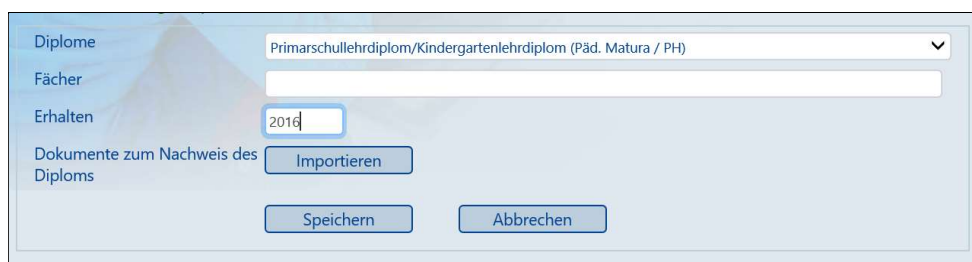 Diplome
Primarschullehrdiplom/Kindergartenlehrdiplom (Päd. Matura / PH)
Fächer
Erhalten
2016
Dokumente zum Nachweis des
Diploms
Importieren
Speichern
Abbrechen